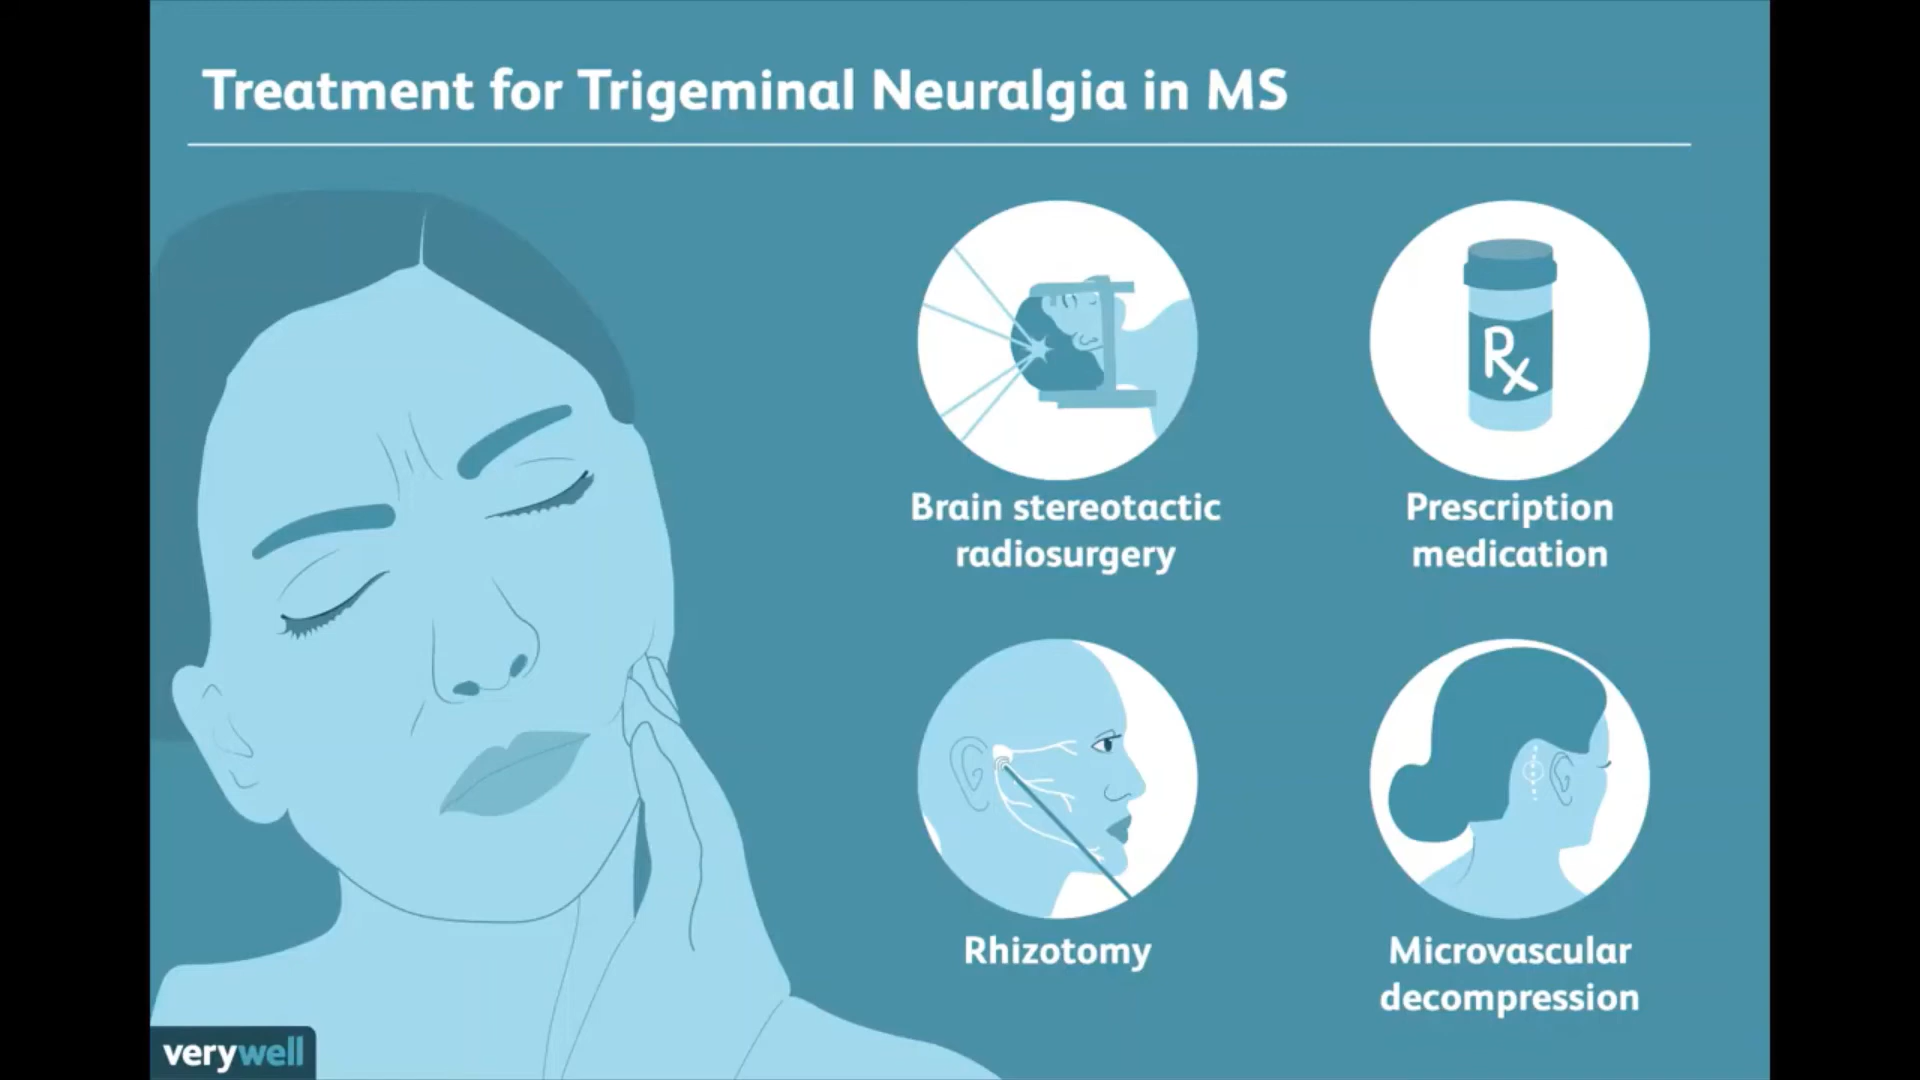 Treatment for Trigeminal Neuralgia in MS
Brain stereotactic
radiosurgery
Rx
Prescription
medication
Rhizotomy
Microvascular
decompression
verywell